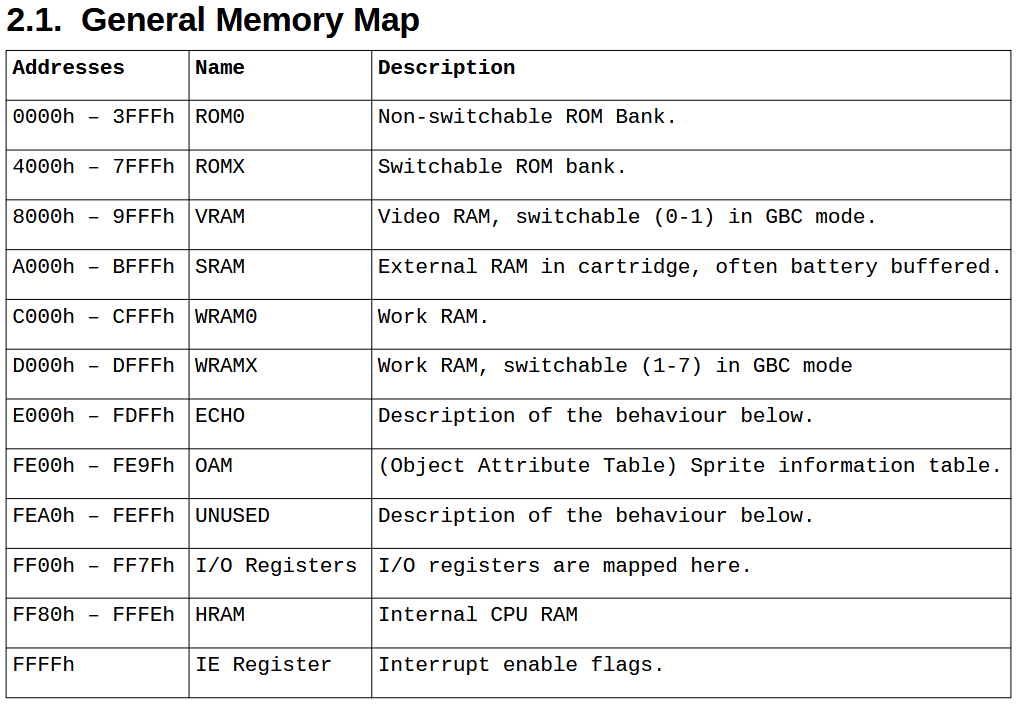 2.1. General Memory Map
Addresses Name Description
0000h – 3FFFh ROM0 Non-switchable ROM Bank.
4000h – 7FFFh ROMX Switchable ROM bank.
8000h – 9FFFh VRAM Video RAM, switchable (0-1) in GBC mode.
A000h – BFFFh SRAM External RAM in cartridge, often battery buffered.
C000h – CFFFh WRAM0 Work RAM.
D000h – DFFFh WRAMX Work RAM, switchable (1-7) in GBC mode
E000h – FDFFh ECHO Description of the behaviour below.
FE00h – FE9Fh OAM (Object Attribute Table) Sprite information table.
FEA0h – FEFFh UNUSED Description of the behaviour below.
FF00h – FF7Fh I/O Registers I/O registers are mapped here.
FF80h – FFFEh HRAM Internal CPU RAM
FFFFh IE Register Interrupt enable flags.